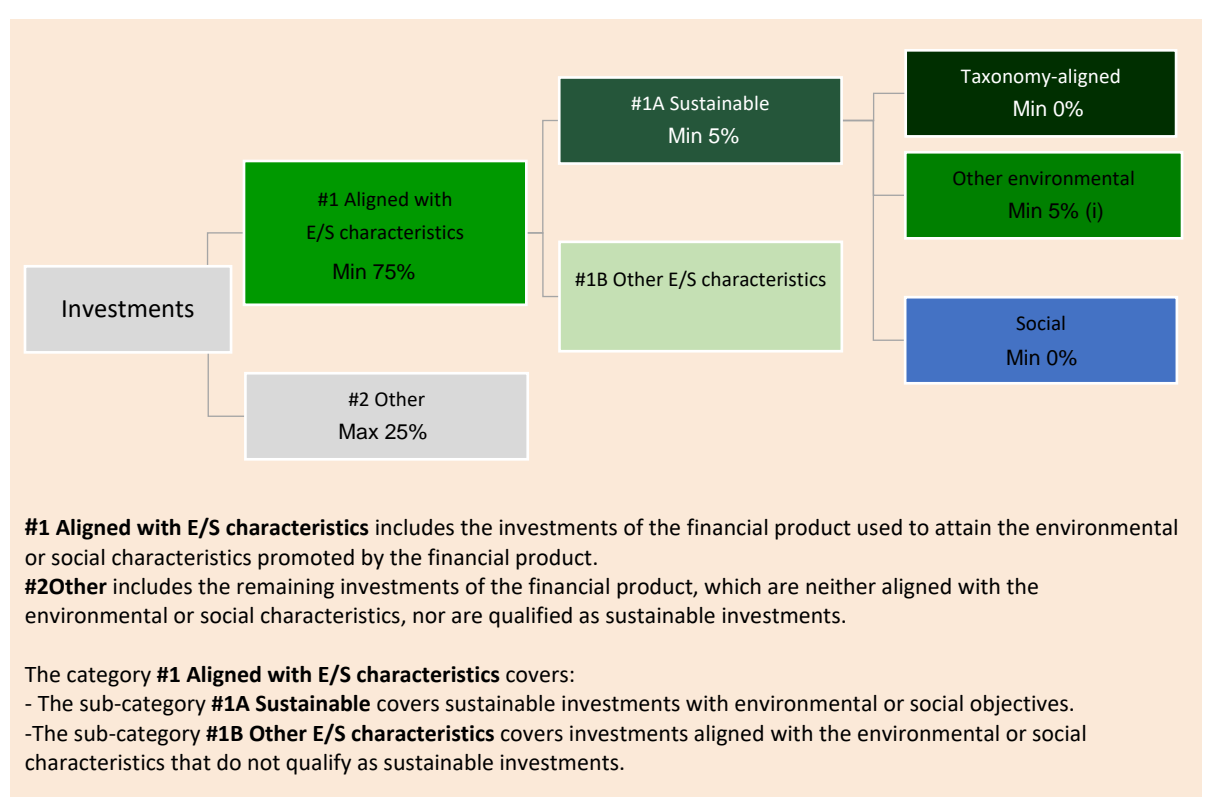 Investments
#1 Aligned with
E/S characteristics
Min 75%
#2 Other
Max 25%
#1A Sustainable
Min 5%
#1B Other E/S characteristics
Taxonomy-aligned
Min 0%
Other environmental
Min 5% (i)
Social
Min 0%
#1 Aligned with E/S characteristics includes the investments of the financial product used to attain the environmental
or social characteristics promoted by the financial product.
#2Other includes the remaining investments of the financial product, which are neither aligned with the
environmental or social characteristics, nor are qualified as sustainable investments.
The category #1 Aligned with E/S characteristics covers:
- The sub-category #1A Sustainable covers sustainable investments with environmental or social objectives.
-The sub-category #1B Other E/S characteristics covers investments aligned with the environmental or social
characteristics that do not qualify as sustainable investments.